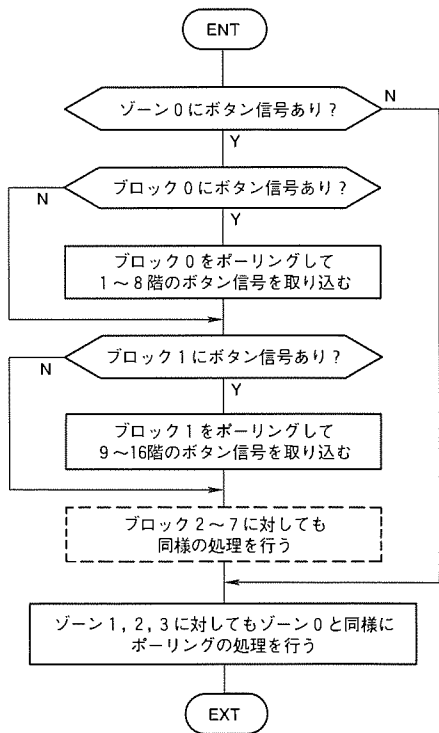 ENT
ゾーン0にボタン信号あり?
N
Y
ブロック0にボタン信号あり?
N
Y
ブロック0をポーリングして
1~8階のボタン信号を取り込む
ブロック1にボタン信号あり?
N
Y
ブロック1をポーリングして
9~16階のボタン信号を取り込む
ブロック2~7に対しても
同様の処理を行う
ゾーン1,2,3に対してもゾーン0と同様に
ポーリングの処理を行う
EXT